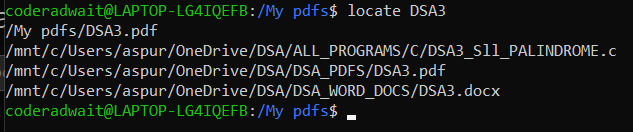 coderadwait@LAPTOP-LG4IQEFB:/My pdfs$ locate DSA3
/My pdfs/DSA3.pdf
/mnt/c/Users/aspur/OneDrive/DSA/ALL_PROGRAMS/C/DSA3_Sll_PALINDROME.c
/mnt/c/Users/aspur/OneDrive/DSA/DSA_PDFS/DSA3.pdf
/mnt/c/Users/aspur/OneDrive/DSA/DSA_WORD_DOCS/DSA3.docx
coderadwait@LAPTOP-LG4IQEFB:/My pdfs$